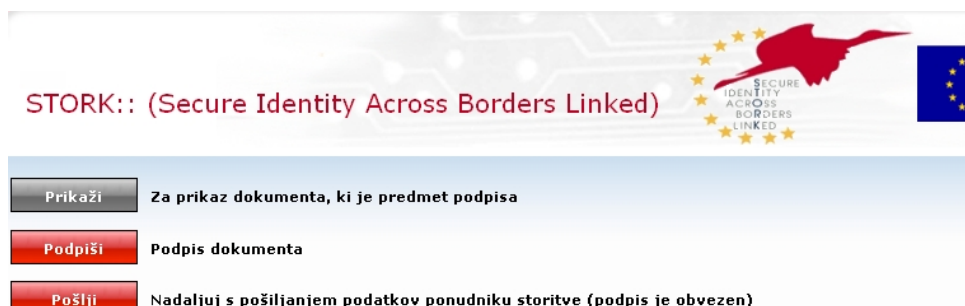 STORK:: (Secure Identity Across Borders Linked)
SECURE
IDENTITY
ACROSS
BORDERS
LINKED
Prikaži Za prikaz dokumenta, ki je predmet podpisa
Podpiši Podpis dokumenta
Pošlji Nadaljuj s pošiljanjem podatkov ponudniku storitve (podpis je obvezen)